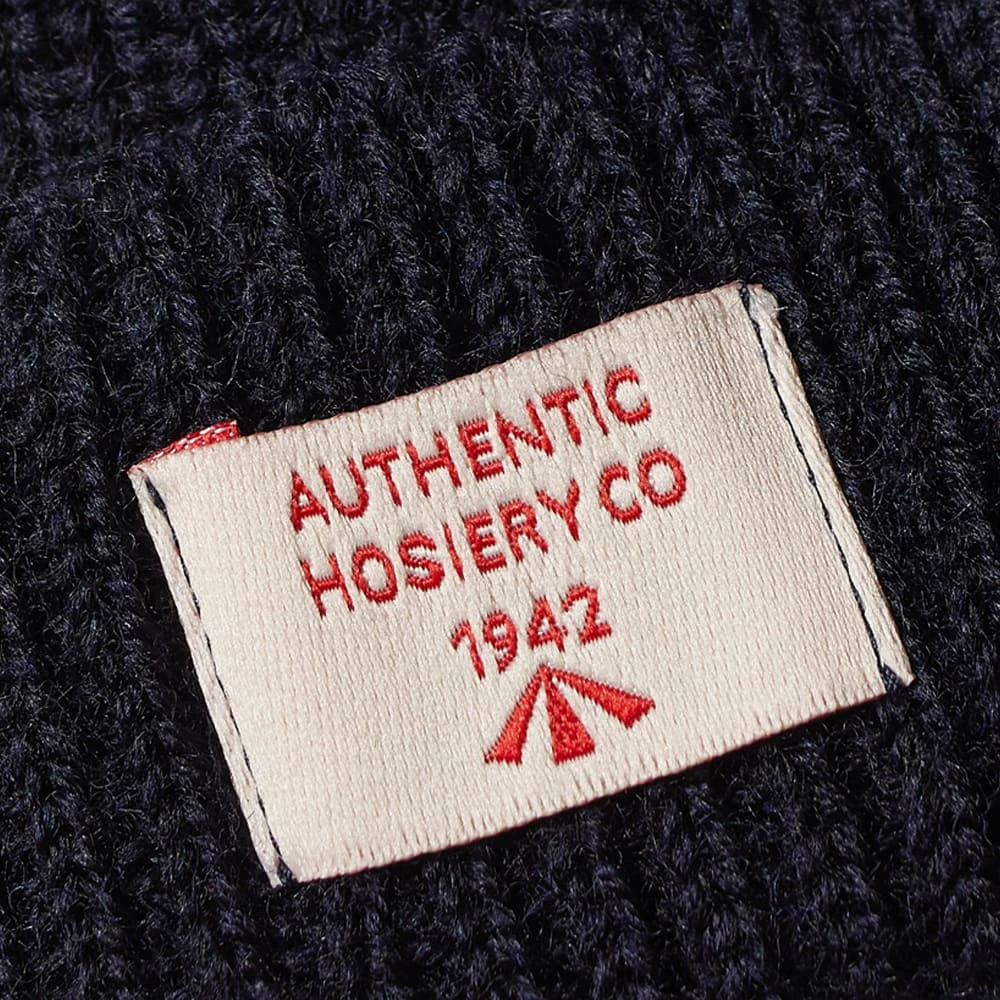 AUTHENTIC
HOSIERY CO
1942